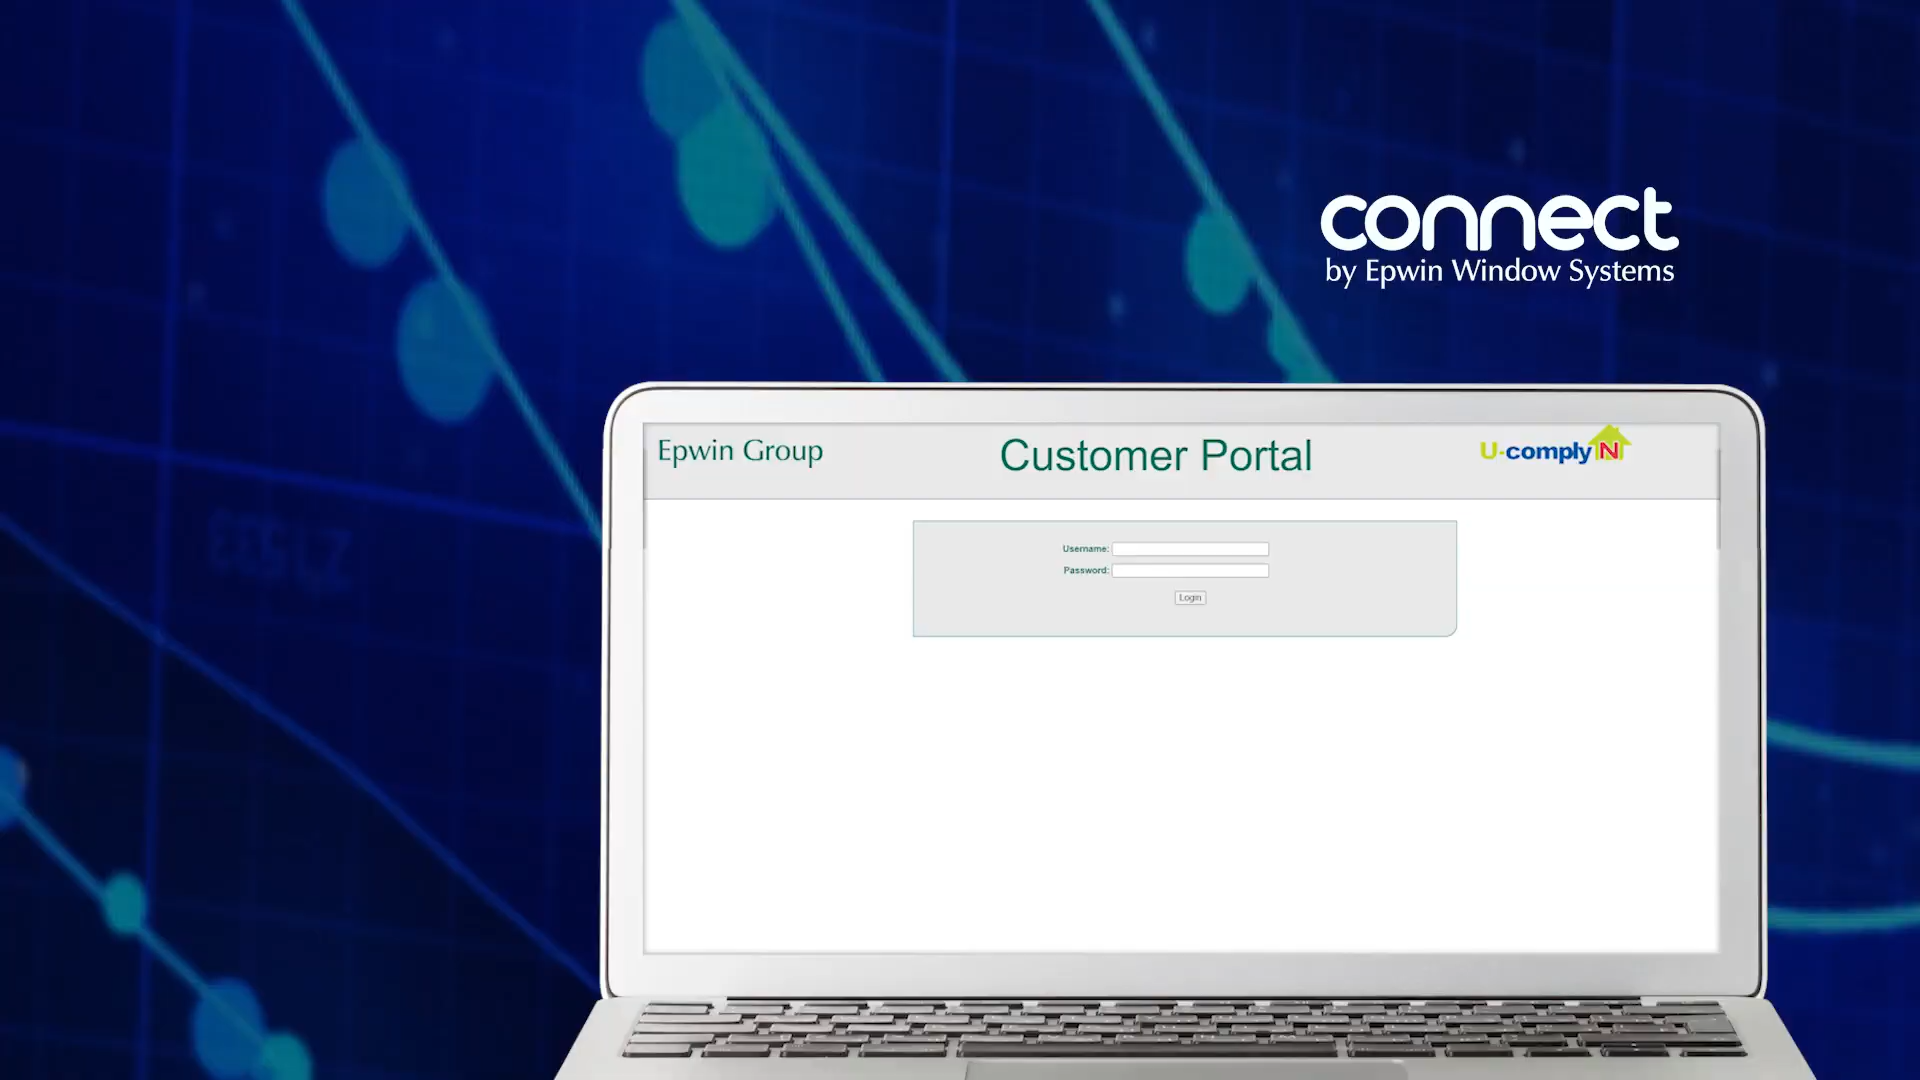 connect
by Epwin Window Systems
Epwin Group
Customer Portal
U-comply N
Username:
Password:
Login